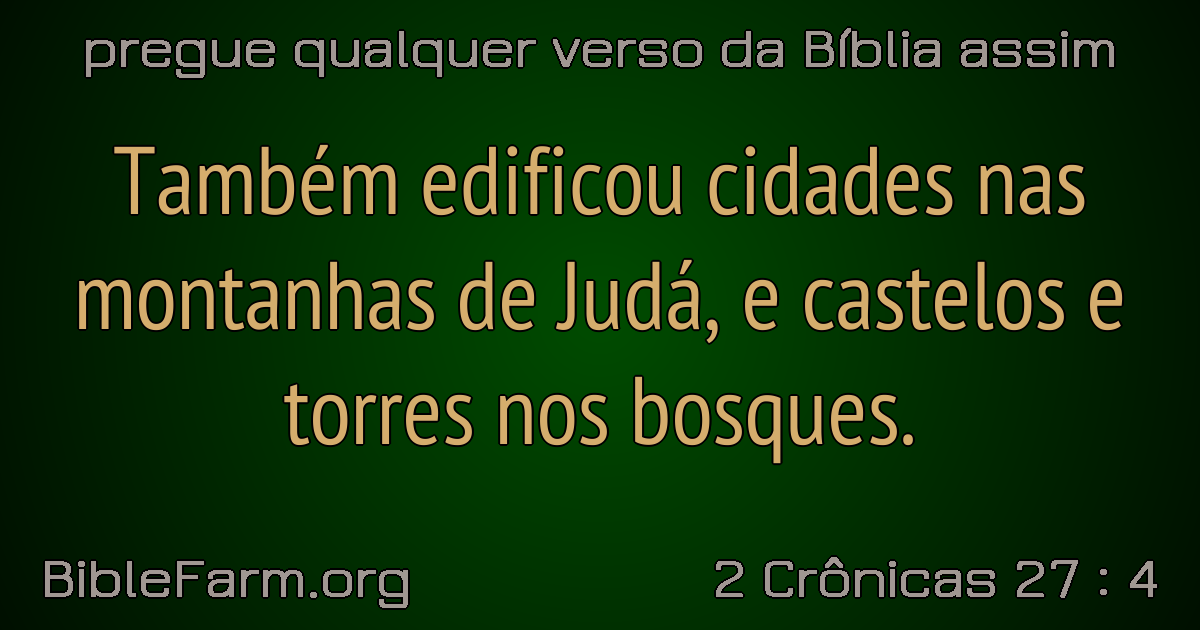 pregue qualquer verso da Bíblia assim
Também edificou cidades nas
montanhas de Judá, e castelos e
torres nos bosques.
BibleFarm.org
2 Crônicas 27 : 4